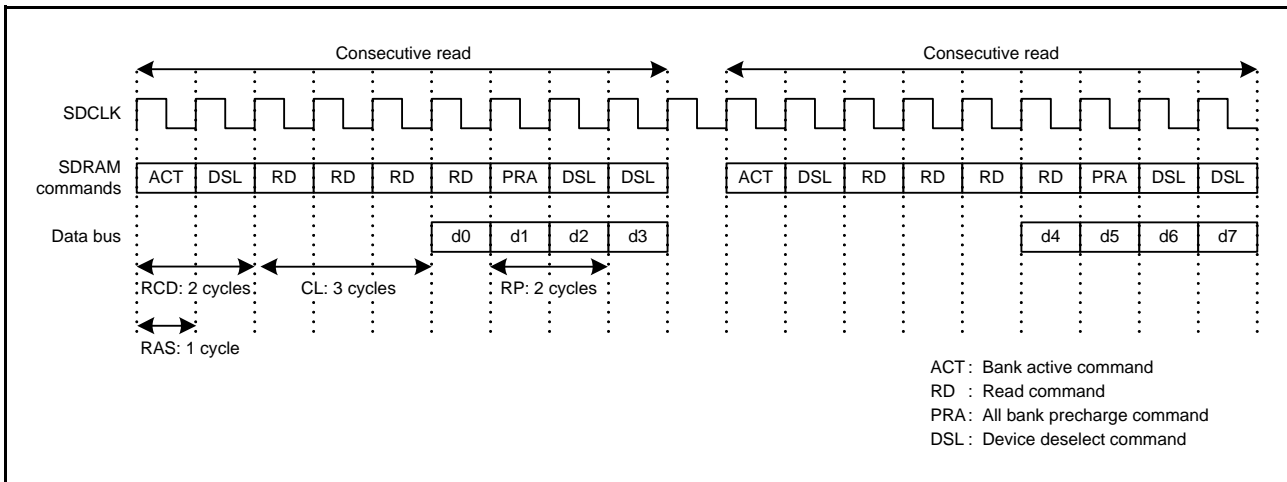 Consecutive read Consecutive read
SDCLK
SDRAM
commands
ACT DSL RD RD RD RD PRA DSL DSL ACT DSL RD RD RD RD PRA DSL DSL
Data bus d0 d1 d2 d3 d4 d5 d6 d7
RCD: 2 cycles CL: 3 cycles RP: 2 cycles
RAS: 1 cycle
ACT : Bank active command
RD : Read command
PRA : All bank precharge command
DSL : Device deselect command